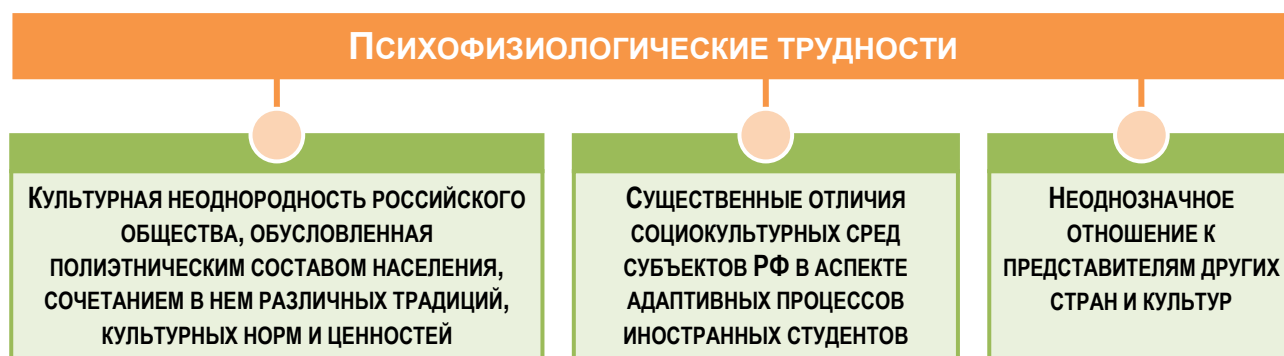 ПСИХОФИЗИОЛОГИЧЕСКИЕ ТРУДНОСТИ
КУЛЬТУРНАЯ НЕОДНОРОДНОСТЬ РОССИЙСКОГО
ОБЩЕСТВА, ОБУСЛОВЛЕННАЯ
ПОЛИЭТНИЧЕСКИМ СОСТАВОМ НАСЕЛЕНИЯ,
СОЧЕТАНИЕМ В НЕМ РАЗЛИЧНЫХ ТРАДИЦИЙ,
КУЛЬТУРНЫХ НОРМ И ЦЕННОСТЕЙ
СУЩЕСТВЕННЫЕ ОТЛИЧИЯ
СОЦИОКУЛЬТУРНЫХ СРЕД
СУБЪЕКТОВ РФ В АСПЕКТЕ
АДАПТИВНЫХ ПРОЦЕССОВ
ИНОСТРАННЫХ СТУДЕНТОВ
НЕОДНОЗНАЧНОЕ
ОТНОШЕНИЕ К
ПРЕДСТАВИТЕЛЯМ ДРУГИХ
СТРАН И КУЛЬТУР